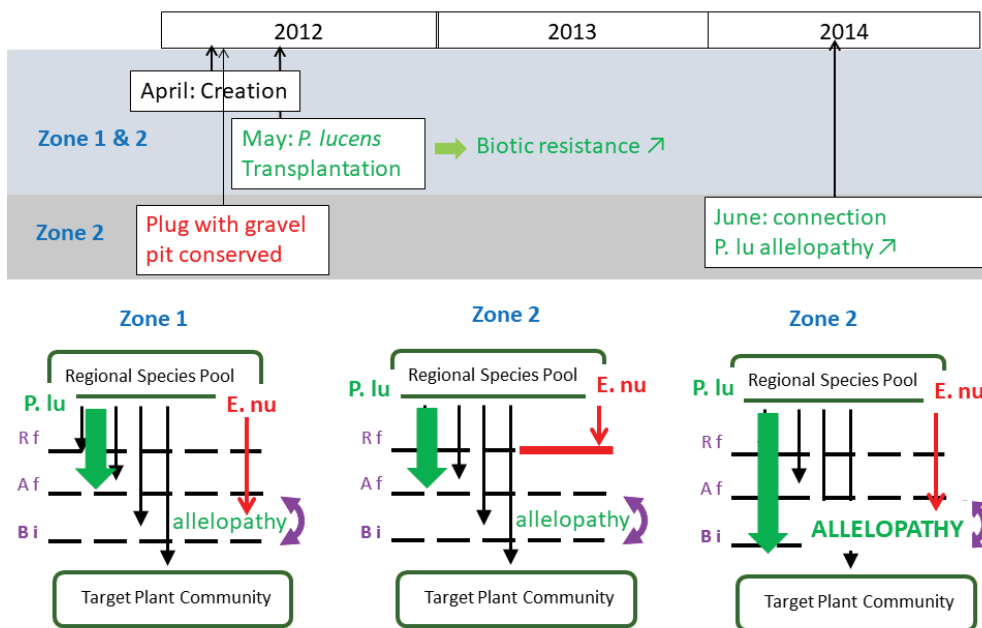 2012
2013
2014
April: Creation
Zone 1 & 2
May: P. lucens
Transplantation
Biotic resistance ↗
Zone 2
Plug with gravel
pit conserved
June: connection
P. lu allelopathy ↗
Zone 1
Regional Species Pool
P. lu
E. nu
R f
A f
allelopathy
B i
Target Plant Community
Zone 2
Regional Species Pool
P. lu
E. nu
R f
A f
allelopathy
B i
Target Plant Community
Zone 2
Regional Species Pool
P. lu
E. nu
R f
A f
ALLELOPATHY
B i
Target Plant Community